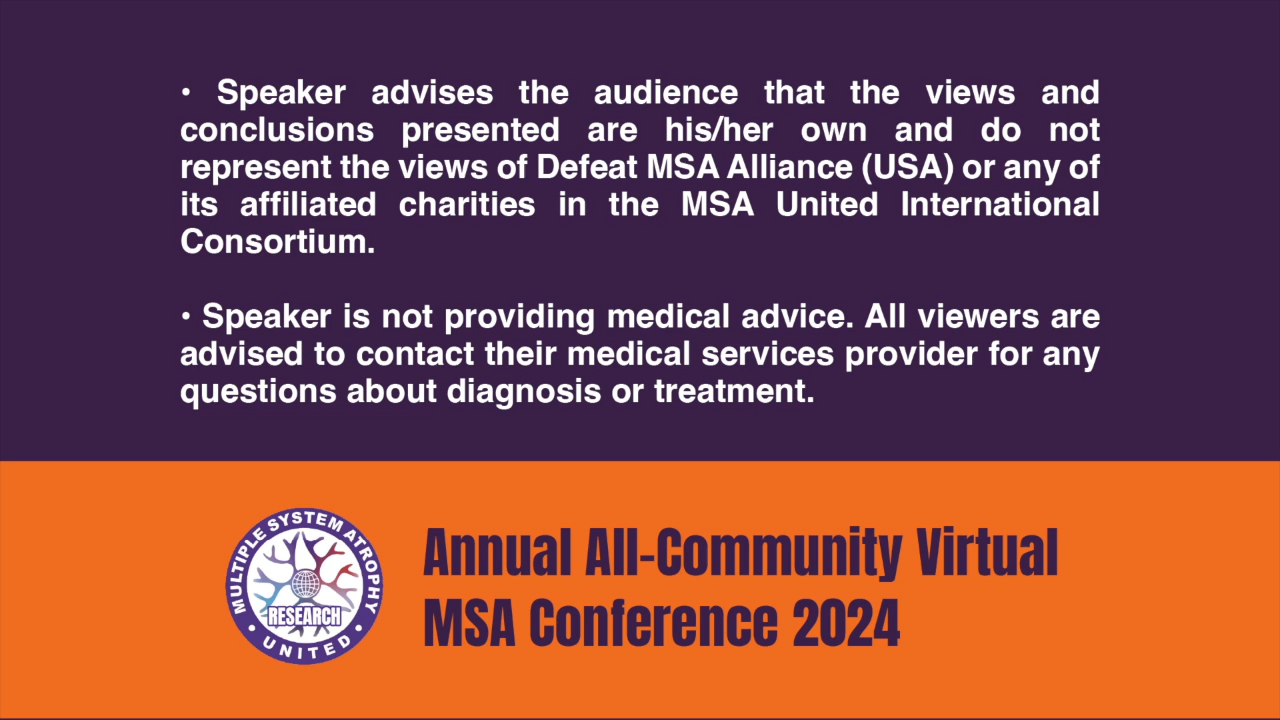 • Speaker advises the audience that the views and
conclusions presented are his/her own and do not
represent the views of Defeat MSA Alliance (USA) or any of
its affiliated charities in the MSA United International
Consortium.
• Speaker is not providing medical advice. All viewers are
advised to contact their medical services provider for any
questions about diagnosis or treatment.
MULTIPLE SYSTEM ATROPHY
RESEARCH
• UNITED •
Annual All-Community Virtual
MSA Conference 2024